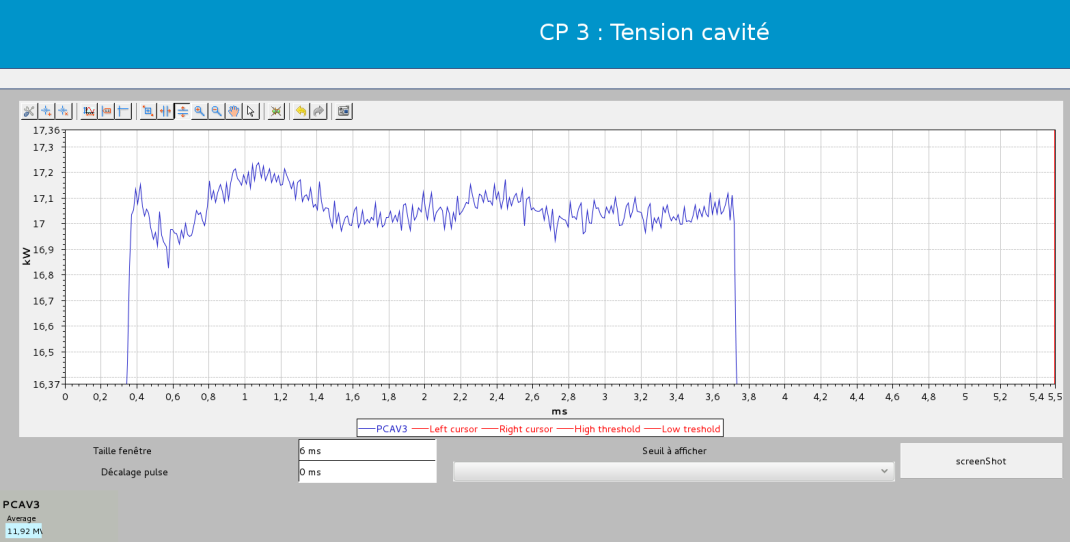 CP 3 : Tension cavité
17,36
17,3
17,2
17,1
17
16,9
16,8
16,7
16,6
16,5
16,37
kW
0 0,2 0,4 0,6 0,8 1 1,2 1,4 1,6 1,8 2 2,2 2,4 2,6 2,8 3 3,2 3,4 3,6 3,8 4 4,2 4,4 4,6 4,8 5 5,2 5,4 5,5
ms
PCAV3 Left cursor Right cursor High threshold Low treshold
Taille fenêtre 6 ms Seuil à afficher
Décalage pulse 0 ms
screenShot
PCAV3
Average
11,92 MV